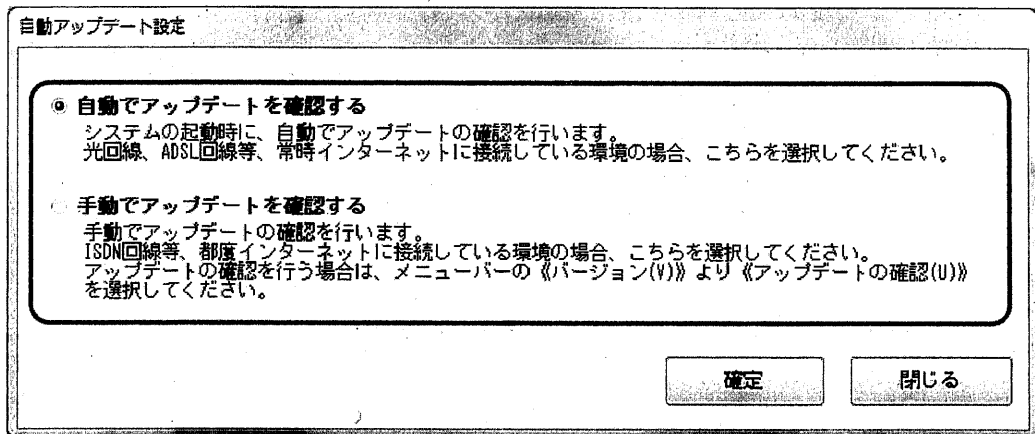 自動アップデート設定
自動でアップデートを確認する
システムの起動時に、自動でアップデートの確認を行います。
光回線、ADSL回線等、常時インターネットに接続している環境の場合、こちらを選択してください。
手動でアップデートを確認する
手動でアップデートの確認を行います。
ISDN回線等、都度インターネットに接続している環境の場合、こちらを選択してください。
アップデートの確認を行う場合は、メニューバーの《バージョン(V)》より《アップデートの確認(U)》
を選択してください。
確定
閉じる